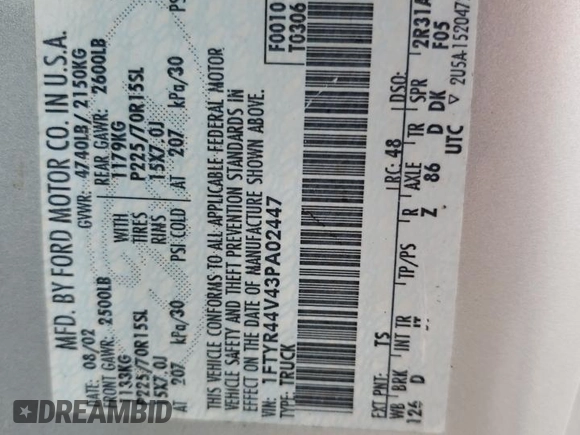 MFD. BY FORD MOTOR CO. IN U.S.A.
DATE: 08/02 GVWR: 4740LB/ 2150KG
FRONT GAWR: 2500LB REAR GAWR: 2600LB
1133KG WITH 1179KG
P225/70R15SL TIRES P225/70R15SL
15X7.0J RIMS 15X7.0J
AT 207 kPa/30 PSI COLD AT 207 kPa/30 PS
THIS VEHICLE CONFORMS TO ALL APPLICABLE FEDERAL MOTOR
VEHICLE SAFETY AND THEFT PREVENTION STANDARDS IN
EFFECT ON THE DATE OF MANUFACTURE SHOWN ABOVE.
VIN: 1FTYR44V43PA02447
TYPE: TRUCK
F0010
T0306
EXT PNT: TS RC: 48 DSO:
WB BRK INT TR TP/PS R AXLE TR SPR 2R31A
126 D Z 86 D DK F05
UTC ▽ 2U5A-152047
DREAMBID